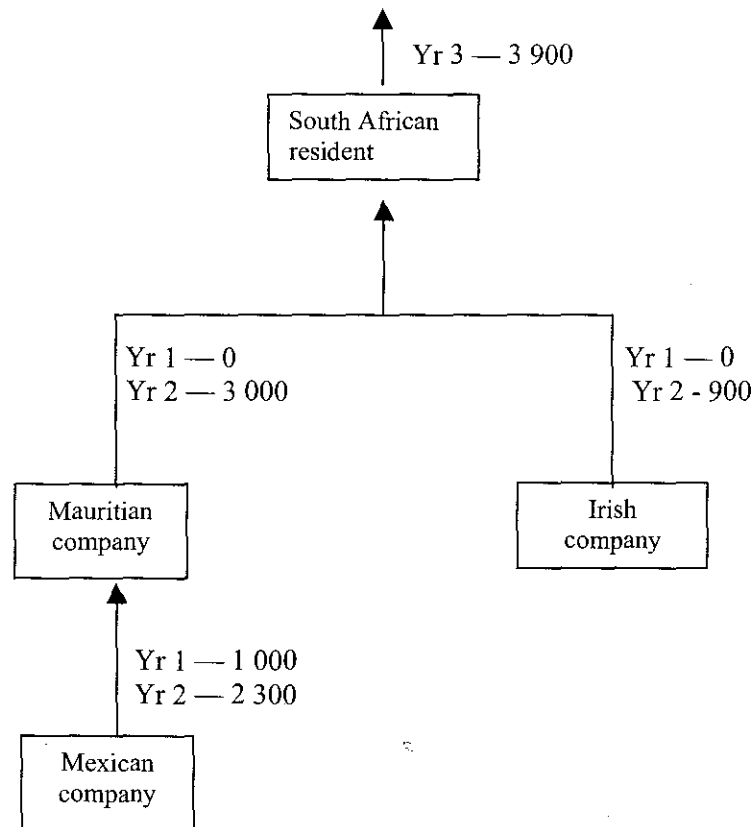 Yr 3 — 3 900
South African
resident
Yr 1 — 0
Yr 2 — 3 000
Yr 1 — 0
Yr 2 - 900
Mauritian
company
Irish
company
Yr 1 — 1 000
Yr 2 — 2 300
Mexican
company